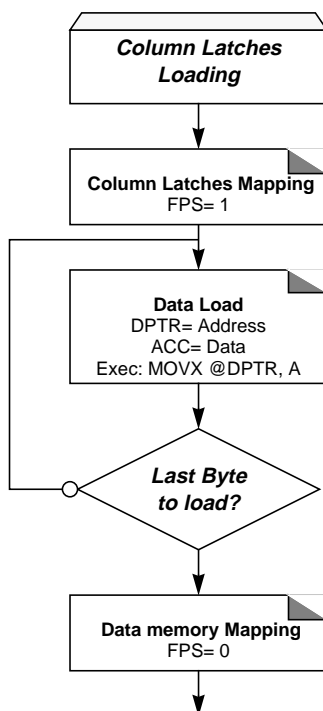 Column Latches
Loading
Column Latches Mapping
FPS= 1
Data Load
DPTR= Address
ACC= Data
Exec: MOVX @DPTR, A
Last Byte
to load?
Data memory Mapping
FPS= 0